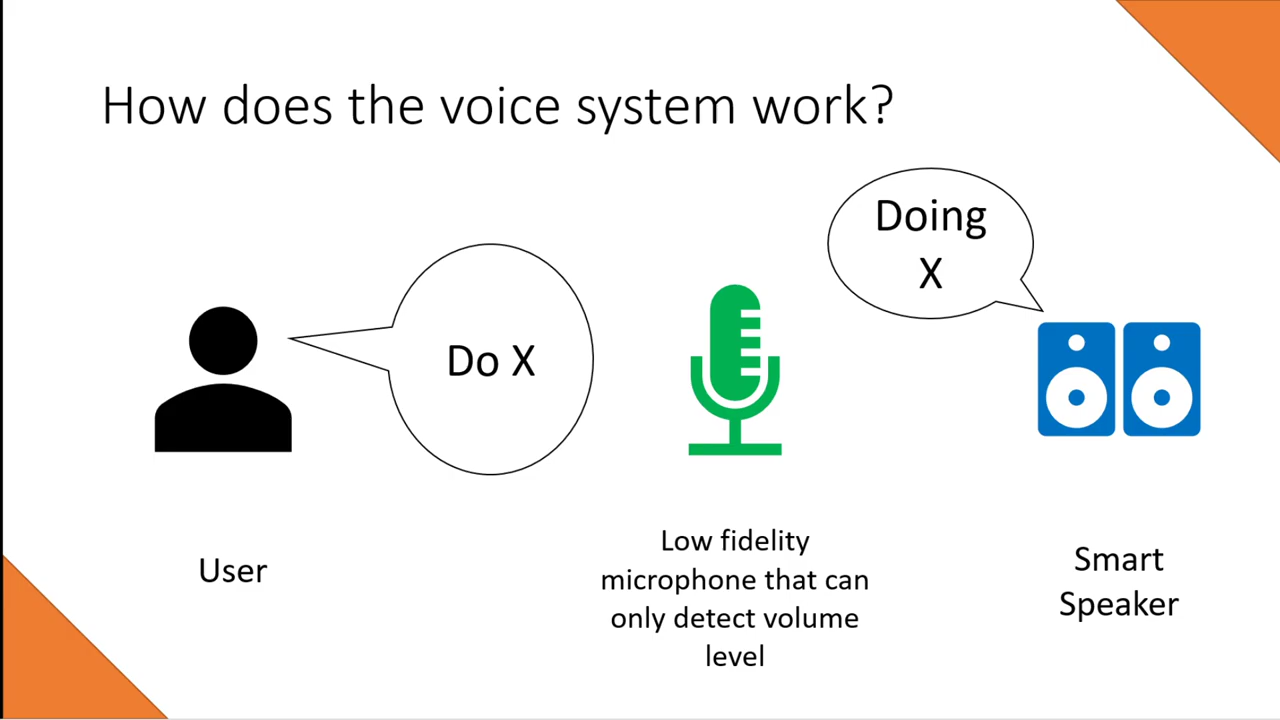 How does the voice system work?
Doing
X
Do X
User
Low fidelity
microphone that can
only detect volume
level
Smart
Speaker